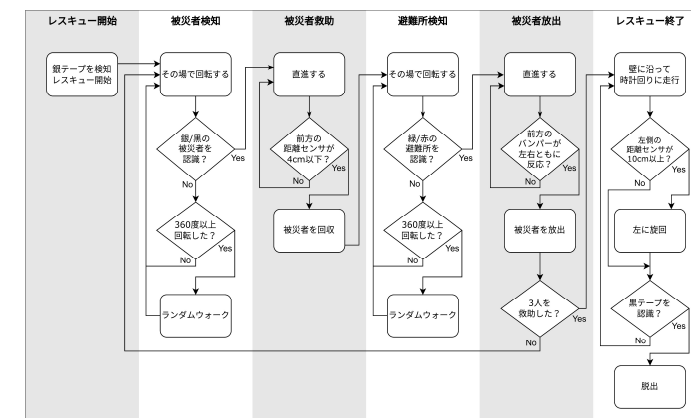 レスキュー開始
被災者検知
被災者救助
避難所検知
被災者放出
レスキュー終了
銀テープを検知
レスキュー開始
その場で回転する
直進する
その場で回転する
直進する
壁に沿って
時計回りに走行
銀/黒の
被災者を
認識？
Yes
No
前方の
距離センサが
4cm以下？
Yes
No
緑/赤の
避難所を
認識？
Yes
No
前方の
バンパーが
左右ともに
反応？
Yes
No
左側の
距離センサが
10cm以上？
Yes
No
360度以上
回転した？
Yes
No
被災者を回収
360度以上
回転した？
Yes
No
被災者を放出
左に旋回
ランダムウォーク
ランダムウォーク
3人を
救助した？
Yes
No
黒テープを
認識？
Yes
No
脱出